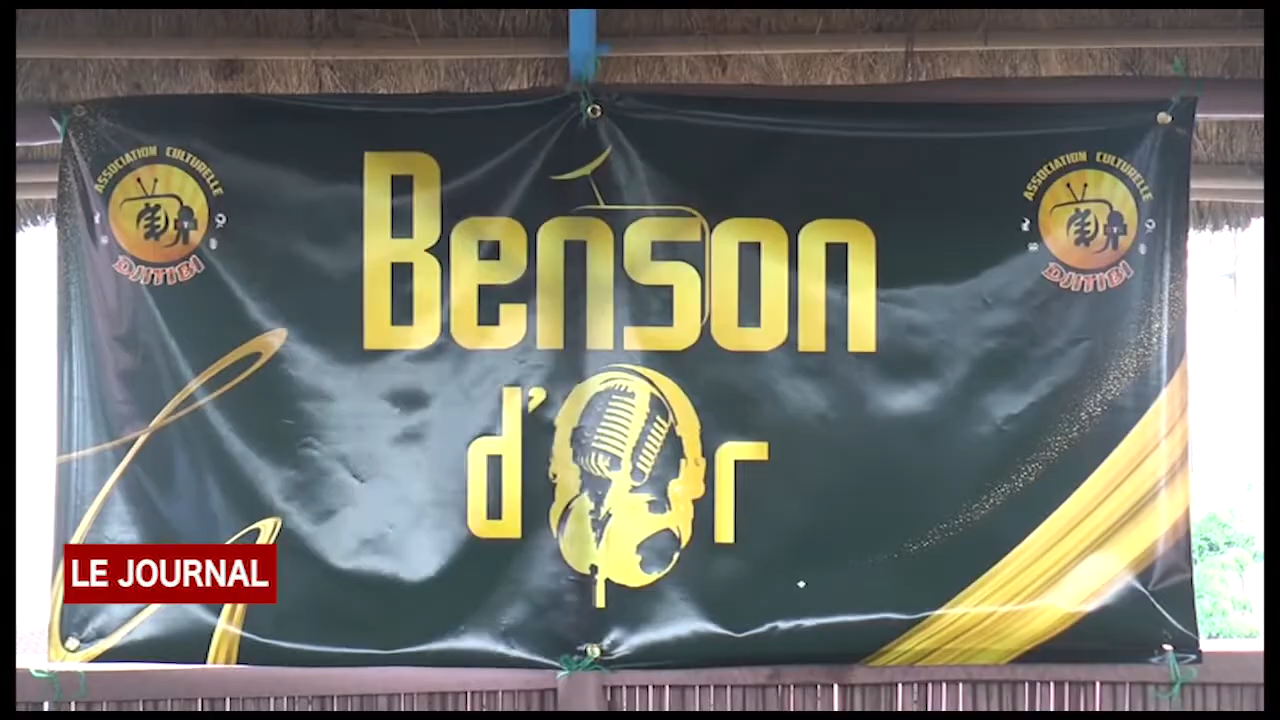 ASSOCIATION CULTURELLE
DJITIBI
ASSOCIATION CULTURELLE
DJITIBI
Benson
d'Or
LE JOURNAL